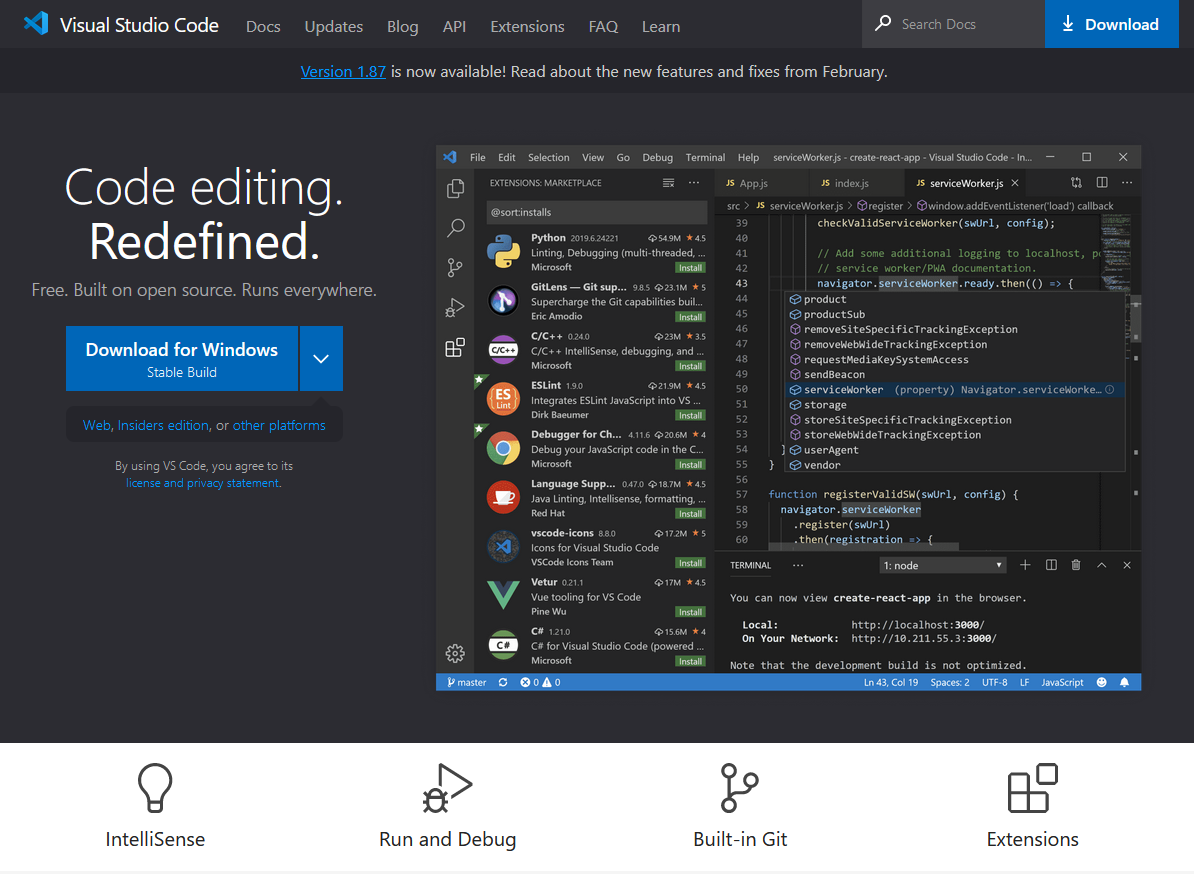 Visual Studio Code Docs Updates Blog API Extensions FAQ Learn Search Docs Download
Version 1.87 is now available! Read about the new features and fixes from February.
Code editing.
Redefined.
Free. Built on open source. Runs everywhere.
Download for Windows
Stable Build
Web, Insiders edition, or other platforms
By using VS Code, you agree to its
license and privacy statement.
File Edit Selection View Go Debug Terminal Help serviceWorker.js - create-react-app - Visual Studio Code - In...
EXTENSIONS: MARKETPLACE
@sort:installs
Python 2019.6.24221 54.9M 4.5
Linting, Debugging (multi-threaded, ...
Microsoft Install
GitLens — Git sup... 9.8.5 23.1M 5
Supercharge the Git capabilities buil...
Eric Amodio Install
C/C++
C/C++ 0.24.0 23M 3.5
C/C++ IntelliSense, debugging, and ...
Microsoft Install
ES
Lint
ESLint 1.9.0 21.9M 4.5
Integrates ESLint JavaScript into VS ...
Dirk Baeumer Install
Debugger for Ch... 4.11.6 20.6M 4
Debug your JavaScript code in the C...
Microsoft Install
Language Supp... 0.47.0 18.7M 4.5
Java Linting, Intellisense, formatting, ...
Red Hat Install
vscode-icons 8.8.0 17.2M 5
Icons for Visual Studio Code
VSCode Icons Team Install
Vetur 0.21.1 17M 4.5
Vue tooling for VS Code
Pine Wu Install
C#
C# 1.21.0 15.6M 4
C# for Visual Studio Code (powered ...
Microsoft Install
JS App.js JS index.js JS serviceWorker.js
src > JS serviceWorker.js > register > window.addEventListener('load') callback
39 checkValidServiceWorker(swUrl, config);
40
41 // Add some additional logging to localhost, po
42 // service worker/PWA documentation.
43 navigator.serviceWorker.ready.then(() => {
44 product
45 productSub
46 removeSiteSpecificTrackingException
47 removeWebWideTrackingException
48 requestMediaKeySystemAccess
49 sendBeacon
50 serviceWorker (property) Navigator.serviceWorke...
51 storage
52 storeSiteSpecificTrackingException
53 storeWebWideTrackingException
54 } userAgent
55 } vendor
56
57 function registerValidSW(swUrl, config) {
58 navigator.serviceWorker
59 .register(swUrl)
60 .then(registration => {
TERMINAL ... 1: node
You can now view create-react-app in the browser.
Local: http://localhost:3000/
On Your Network: http://10.211.55.3:3000/
Note that the development build is not optimized.
master 0 0 Ln 43, Col 19 Spaces: 2 UTF-8 LF JavaScript
IntelliSense Run and Debug Built-in Git Extensions